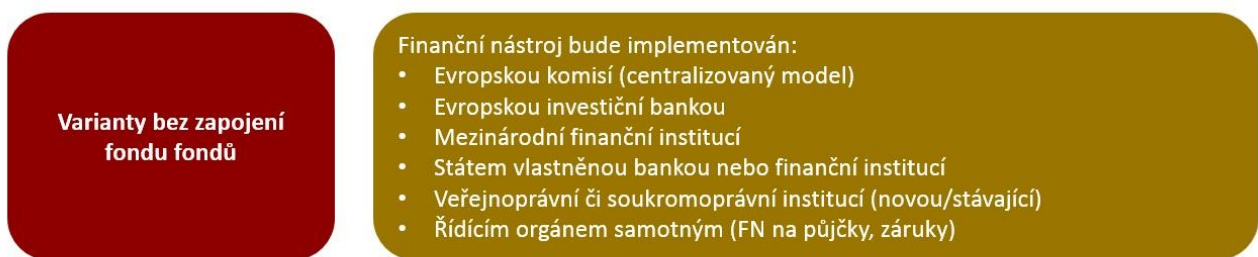 Varianty bez zapojení
fondu fondů
Finanční nástroj bude implementován:
• Evropskou komisí (centralizovaný model)
• Evropskou investiční bankou
• Mezinárodní finanční institucí
• Státem vlastněnou bankou nebo finanční institucí
• Veřejnoprávní či soukromoprávní institucí (novou/stávající)
• Řídícím orgánem samotným (FN na půjčky, záruky)